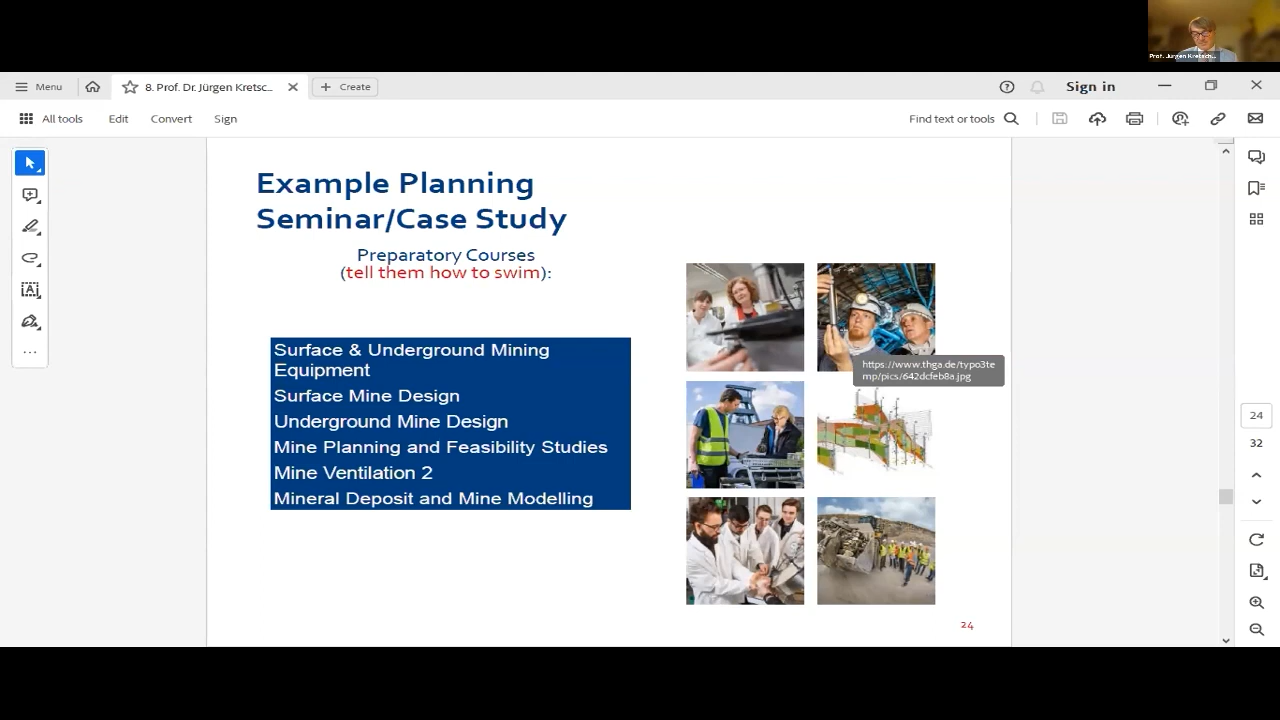 Prof. Jürgen Kretsch...
Menu
8. Prof. Dr. Jürgen Kretsc...
Create
Sign in
All tools
Edit
Convert
Sign
Find text or tools
Example Planning
Seminar/Case Study
Preparatory Courses
(tell them how to swim):
Surface & Underground Mining
Equipment
Surface Mine Design
Underground Mine Design
Mine Planning and Feasibility Studies
Mine Ventilation 2
Mineral Deposit and Mine Modelling
https://www.thga.de/typo3te
mp/pics/642dcfeb8a.jpg
24
24
32